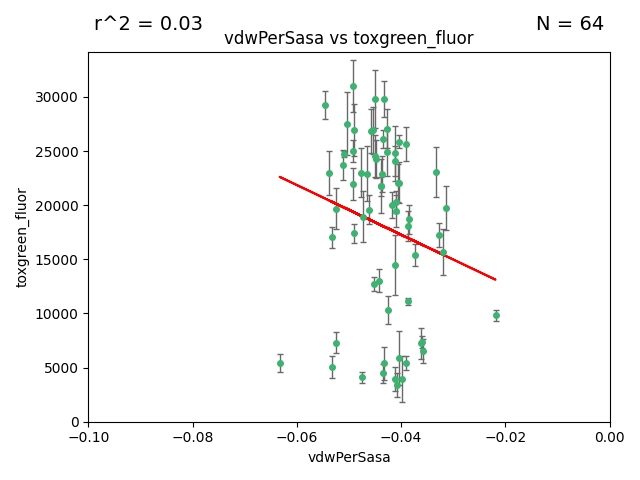 r^2 = 0.03
N = 64
vdwPerSasa vs toxgreen_fluor
30000
25000
20000
15000
10000
5000
0
toxgreen_fluor
−0.10
−0.08
−0.06
−0.04
−0.02
0.00
vdwPerSasa